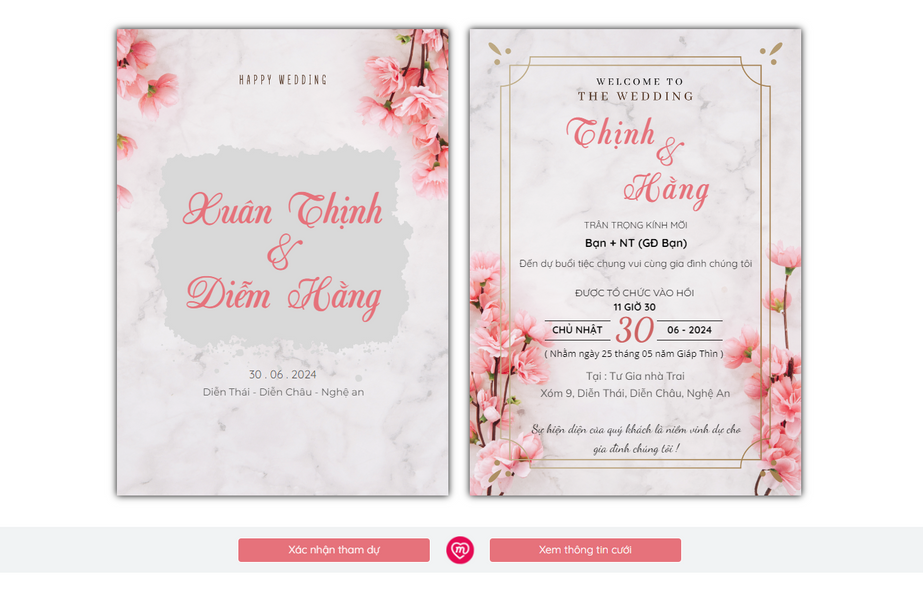 HAPPY WEDDING
Xuân Thịnh
&
Diễm Hằng
30 . 06 . 2024
Diễn Thái - Diễn Châu - Nghệ an
WELCOME TO
THE WEDDING
Thịnh
&
Hằng
TRÂN TRỌNG KÍNH MỜI
Bạn + NT (GĐ Bạn)
Đến dự buổi tiệc chung vui cùng gia đình chúng tôi
ĐƯỢC TỔ CHỨC VÀO HỒI
11 GIỜ 30
CHỦ NHẬT 30 06 - 2024
( Nhằm ngày 25 tháng 05 năm Giáp Thìn )
Tại : Tư Gia nhà Trai
Xóm 9, Diễn Thái, Diễn Châu, Nghệ An
Sự hiện diện của quý khách là niềm vinh dự cho
gia đình chúng tôi !
Xác nhận tham dự
m
Xem thông tin cưới